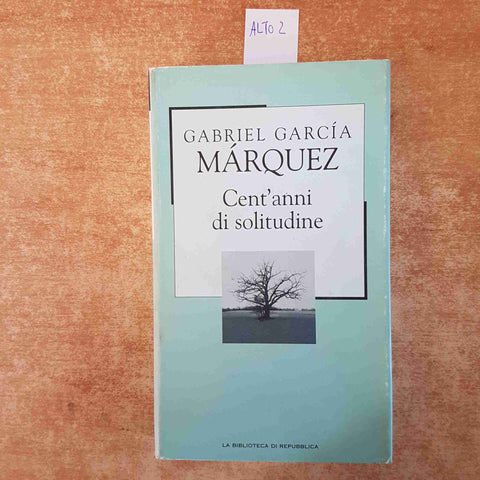 ALTO 2
GABRIEL GARCÍA
MÁRQUEZ
Cent'anni
di solitudine
LA BIBLIOTECA DI REPUBBLICA